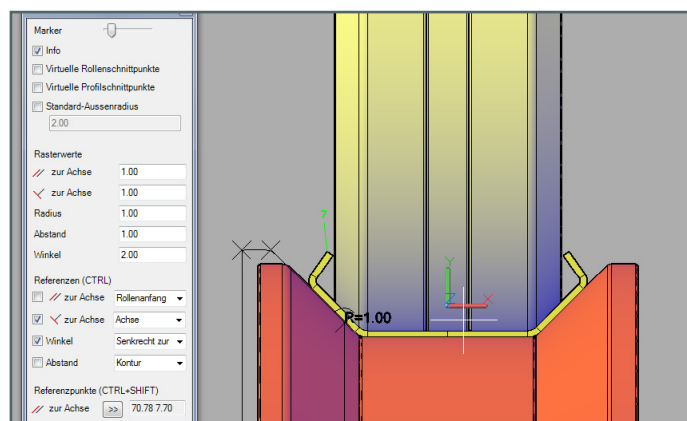 Marker
Info
Virtuelle Rollenschnittpunkte
Virtuelle Profilschnittpunkte
Standard-Aussenradius
2.00
Rasterwerte
zur Achse 1.00
zur Achse 1.00
Radius 1.00
Abstand 1.00
Winkel 2.00
Referenzen (CTRL)
zur Achse Rollenanfang
zur Achse Achse
Winkel Senkrecht zur
Abstand Kontur
Referenzpunkte (CTRL+SHIFT)
zur Achse >> 70.78 7.70
7
Y
X
R=1.00